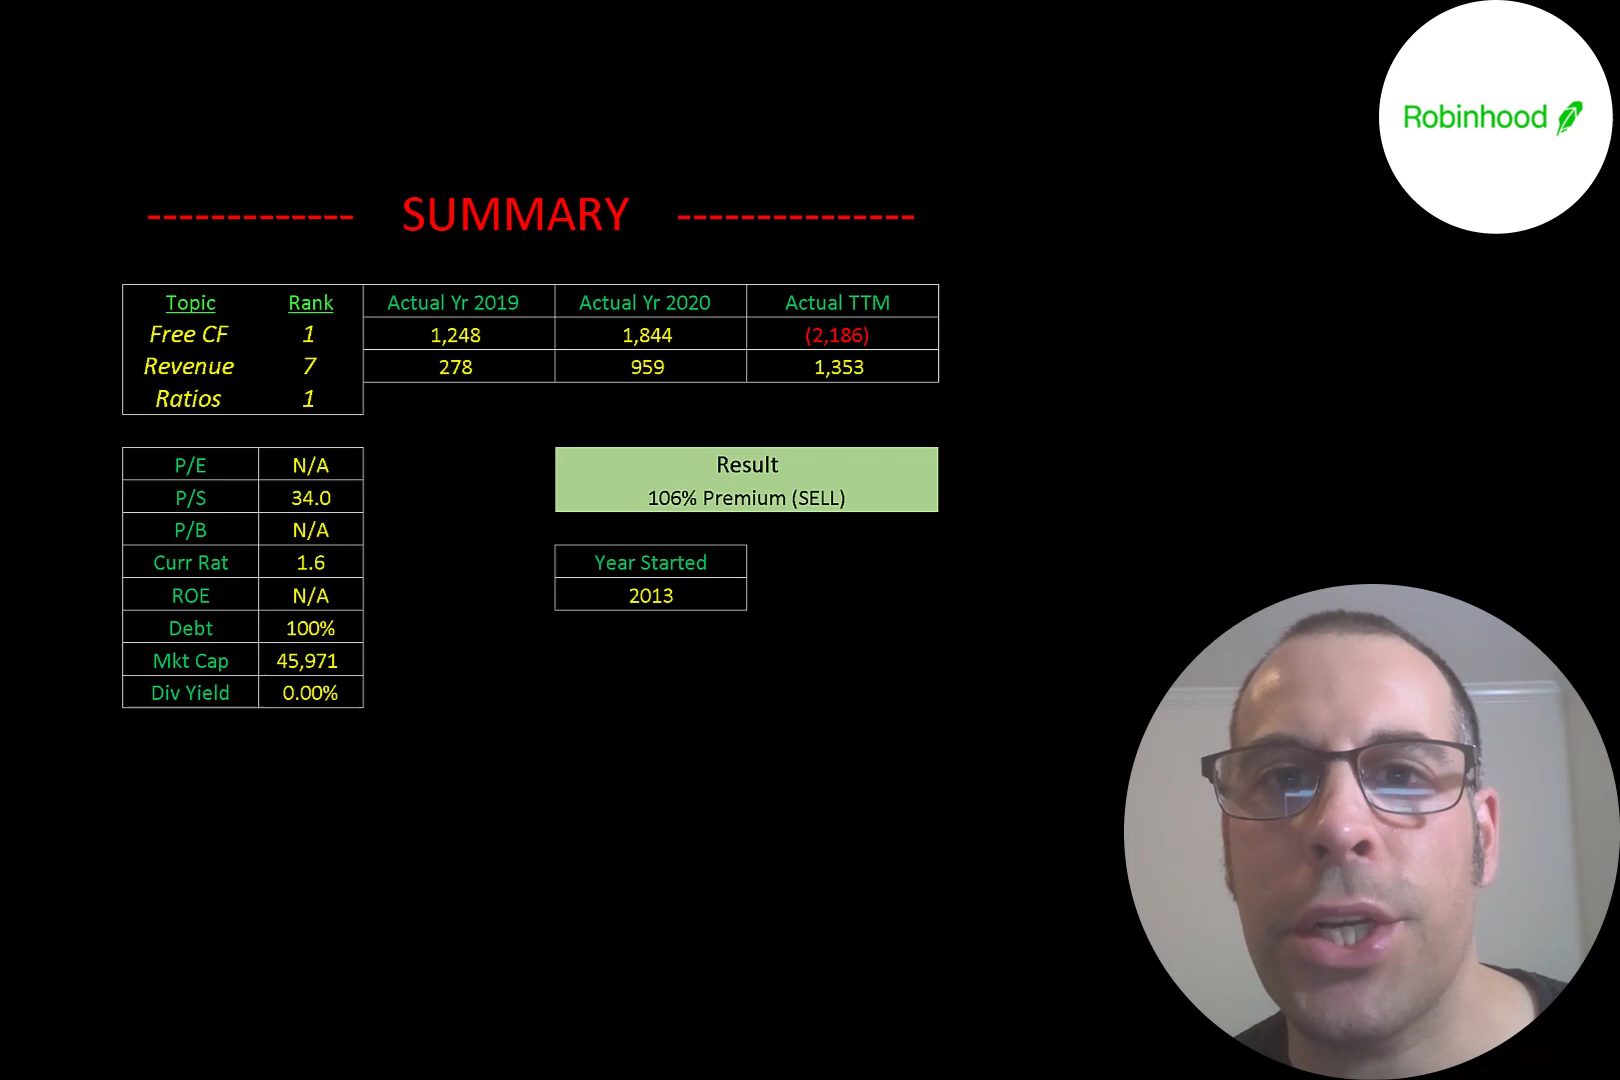 Robinhood
------------- SUMMARY ---------------
Topic Rank Actual Yr 2019 Actual Yr 2020 Actual TTM
Free CF 1 1,248 1,844 (2,186)
Revenue 7 278 959 1,353
Ratios 1
P/E N/A
P/S 34.0
P/B N/A
Curr Rat 1.6
ROE N/A
Debt 100%
Mkt Cap 45,971
Div Yield 0.00%
Result
106% Premium (SELL)
Year Started
2013